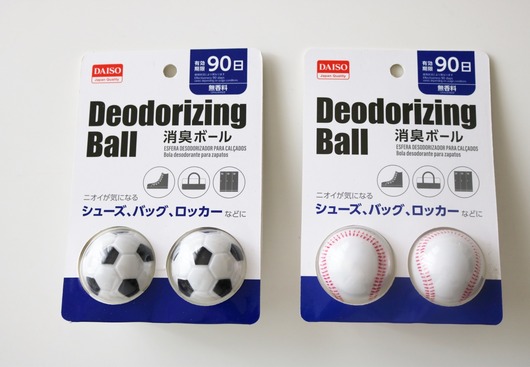 DAISO
Japan Quality
有効期限 90日
無香料
Deodorizing
Ball 消臭ボール
ESFERA DESODORIZADOR PARA CALÇADOS
Bola desodorante para zapatos
ニオイが気になる
シューズ、バッグ、ロッカー などに
DAISO
Japan Quality
有効期限 90日
無香料
Deodorizing
Ball 消臭ボール
ESFERA DESODORIZADOR PARA CALÇADOS
Bola desodorante para zapatos
ニオイが気になる
シューズ、バッグ、ロッカー などに